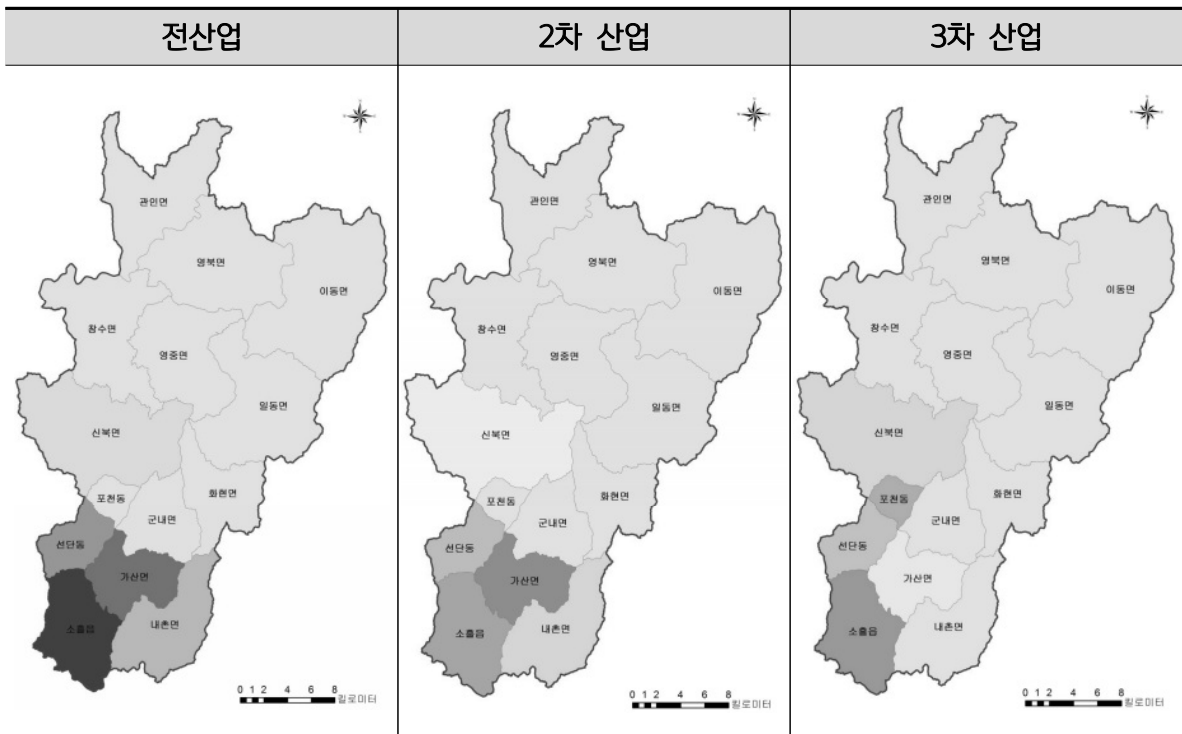 전산업
2차 산업
3차 산업
관인면
영북면
이동면
창수면
영중면
일동면
신북면
화현면
포천동
군내면
선단동
가산면
소흘읍
내촌면
0 1 2 4 6 8
킬로미터
관인면
영북면
이동면
창수면
영중면
일동면
신북면
화현면
포천동
군내면
선단동
가산면
소흘읍
내촌면
0 1 2 4 6 8
킬로미터
관인면
영북면
이동면
창수면
영중면
일동면
신북면
화현면
포천동
군내면
선단동
가산면
소흘읍
내촌면
0 1 2 4 6 8
킬로미터